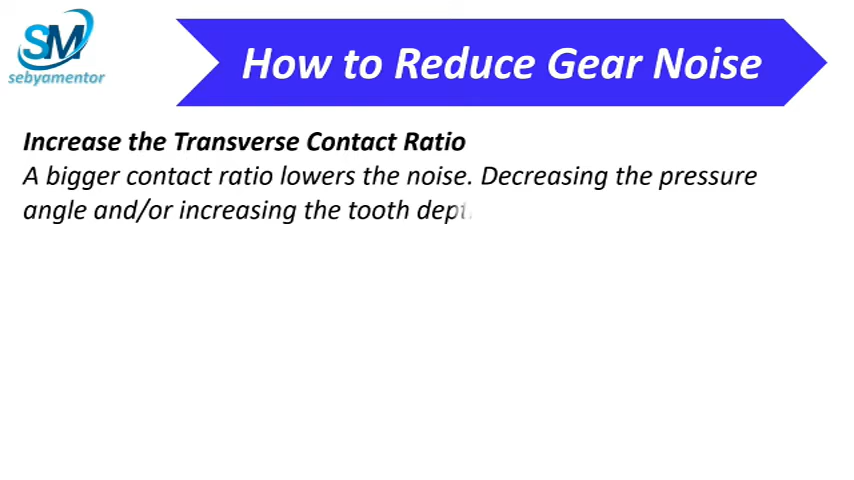 SM
sebyamentor
How to Reduce Gear Noise
Increase the Transverse Contact Ratio
A bigger contact ratio lowers the noise. Decreasing the pressure
angle and/or increasing the tooth